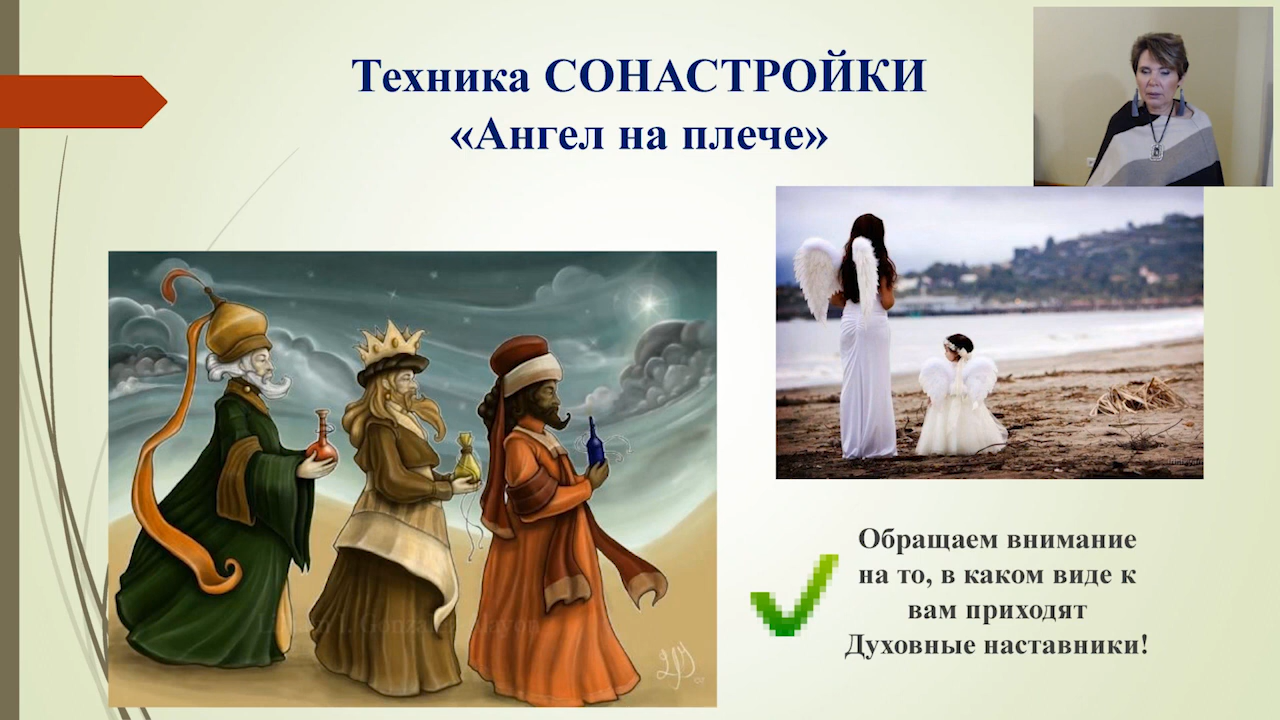 Техника СОНАСТРОЙКИ
«Ангел на плече»
Обращаем внимание
на то, в каком виде к
вам приходят
Духовные наставники!